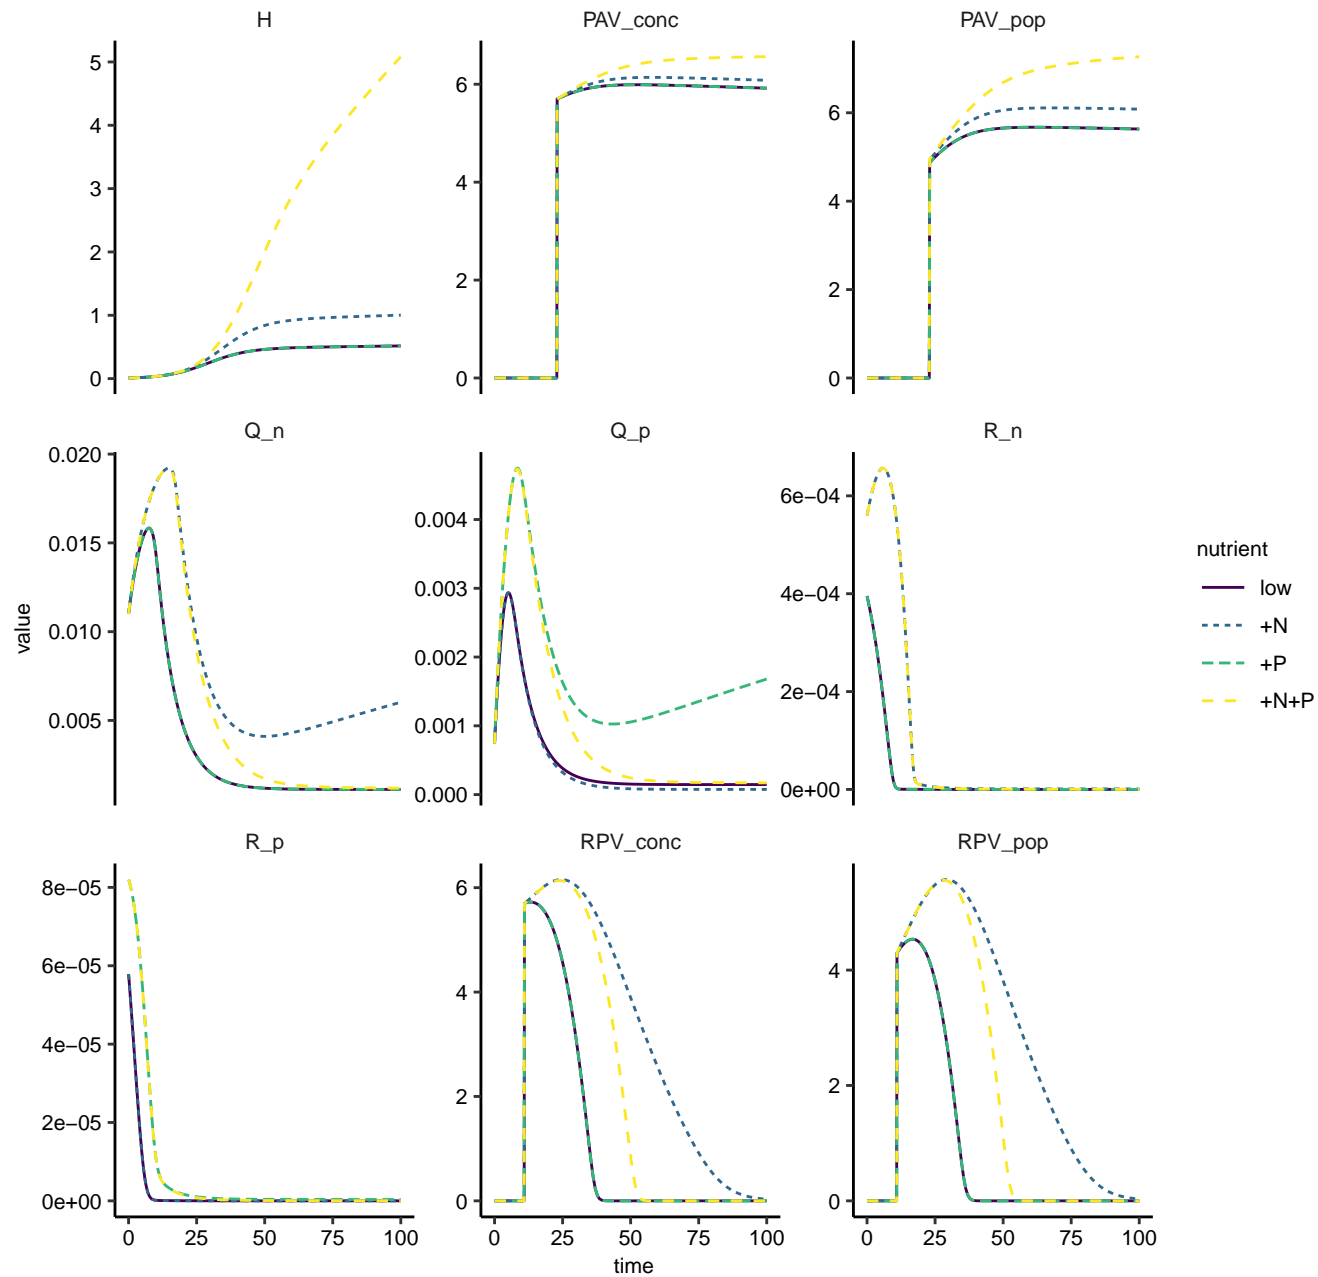 H
PAV_conc
PAV_pop
5
4
3
2
1
0
6
4
2
0
6
4
2
0
Q_n
Q_p
R_n
0.020
0.015
0.010
0.005
0.004
0.003
0.002
0.001
0.000
6e−04
4e−04
2e−04
0e+00
R_p
RPV_conc
RPV_pop
8e−05
6e−05
4e−05
2e−05
0e+00
6
4
2
0
4
2
0
0 25 50 75 100
0 25 50 75 100
0 25 50 75 100
time
value
nutrient
low
+N
+P
+N+P